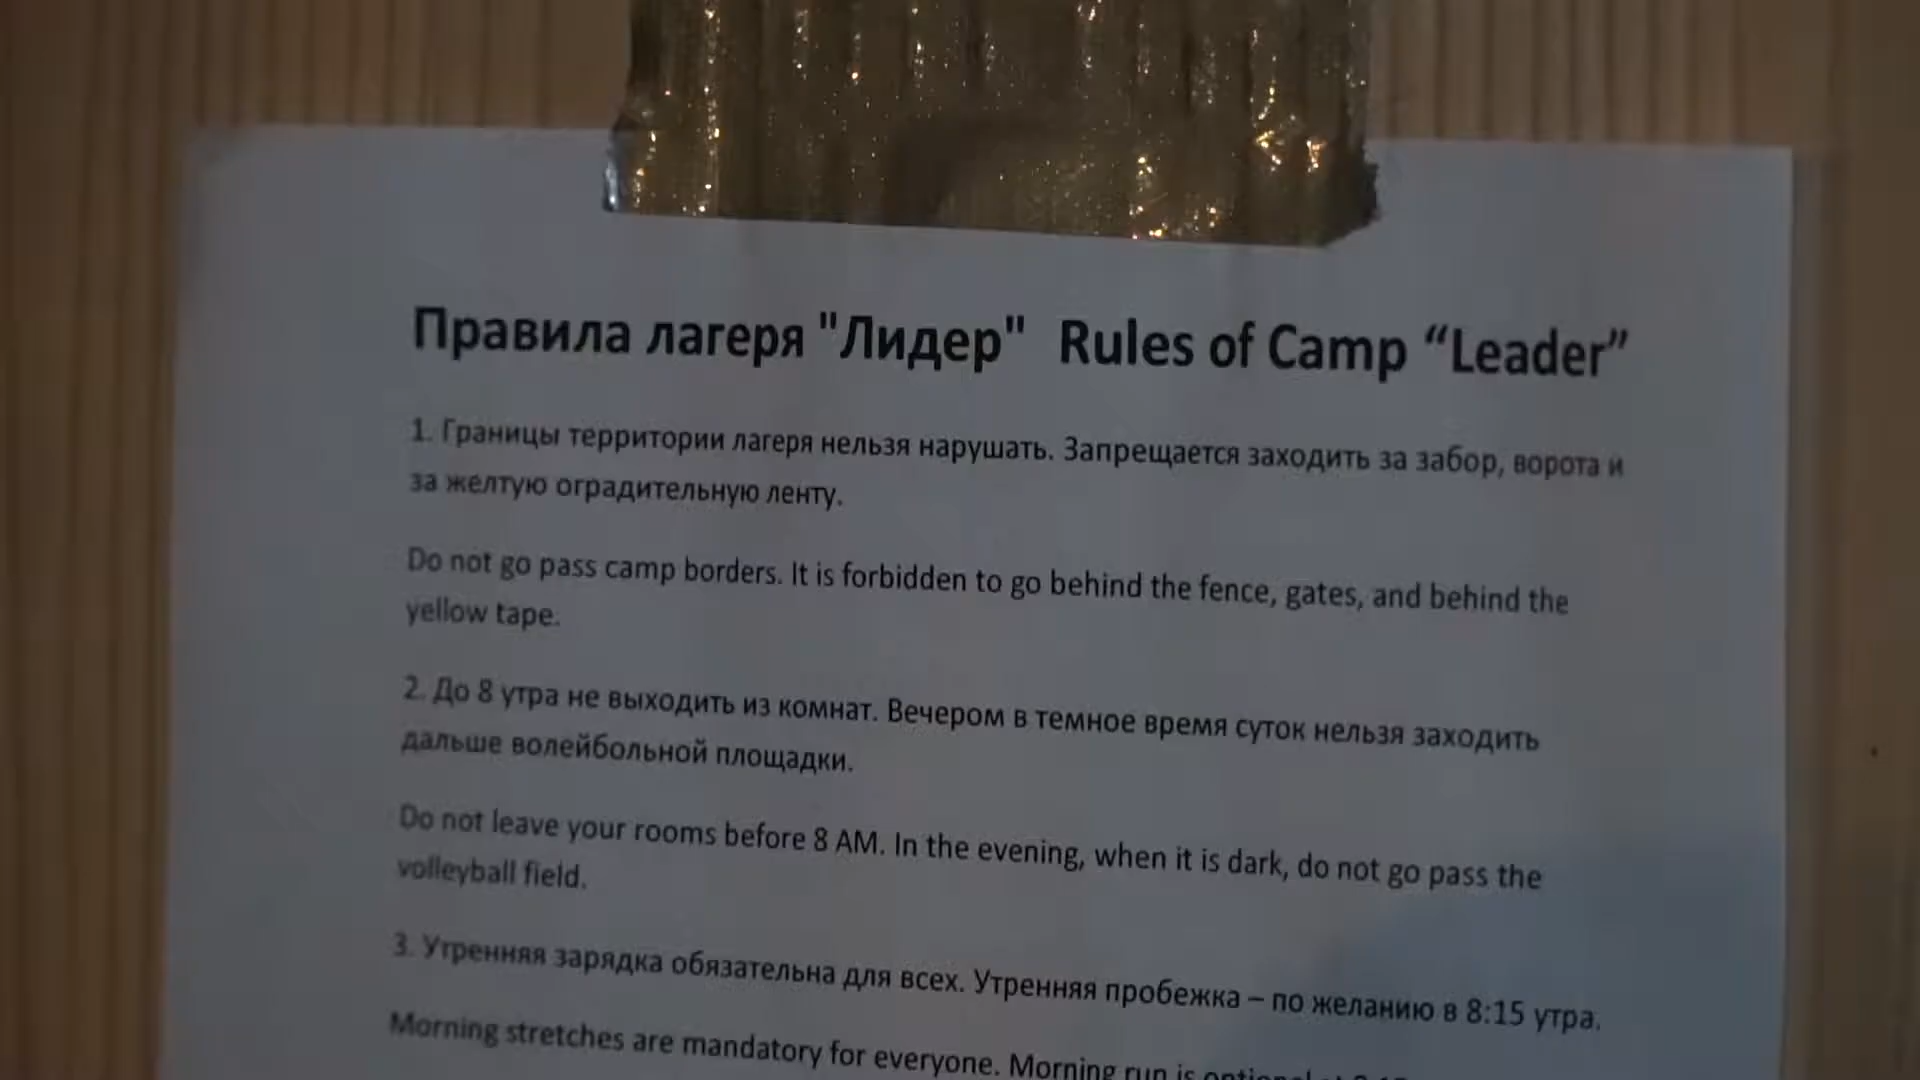 Правила лагеря "Лидер" Rules of Camp “Leader”
1. Границы территории лагеря нельзя нарушать. Запрещается заходить за забор, ворота и
за желтую оградительную ленту.
Do not go pass camp borders. It is forbidden to go behind the fence, gates, and behind the
yellow tape.
2. До 8 утра не выходить из комнат. Вечером в темное время суток нельзя заходить
дальше волейбольной площадки.
Do not leave your rooms before 8 AM. In the evening, when it is dark, do not go pass the
volleyball field.
3. Утренняя зарядка обязательна для всех. Утренняя пробежка – по желанию в 8:15 утра.
Morning stretches are mandatory for everyone. Morning run is optional